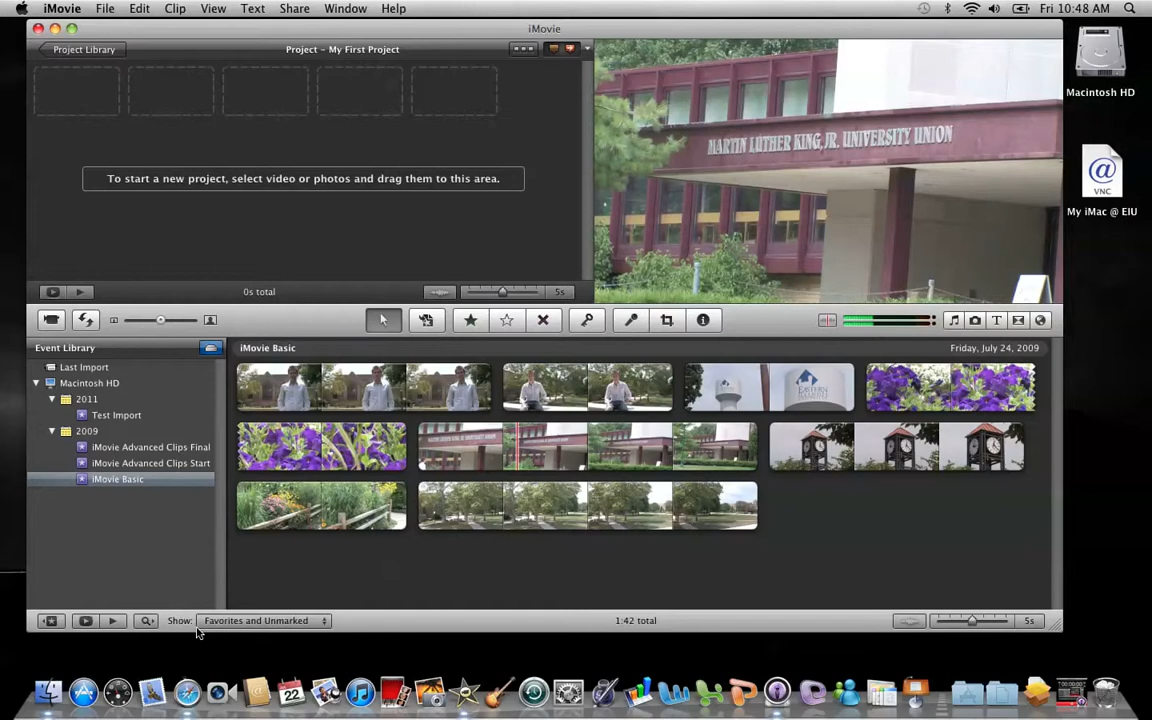 iMovie File Edit Clip View Text Share Window Help Fri 10:48 AM
iMovie
Project Library Project – My First Project
To start a new project, select video or photos and drag them to this area.
0s total 5s
MARTIN LUTHER KING, JR. UNIVERSITY UNION
Macintosh HD
@
VNC
My iMac @ EIU
Event Library
Last Import
Macintosh HD
2011
Test Import
2009
iMovie Advanced Clips Final
iMovie Advanced Clips Start
iMovie Basic
iMovie Basic Friday, July 24, 2009
EASTERN
Show: Favorites and Unmarked 1:42 total 5s
22